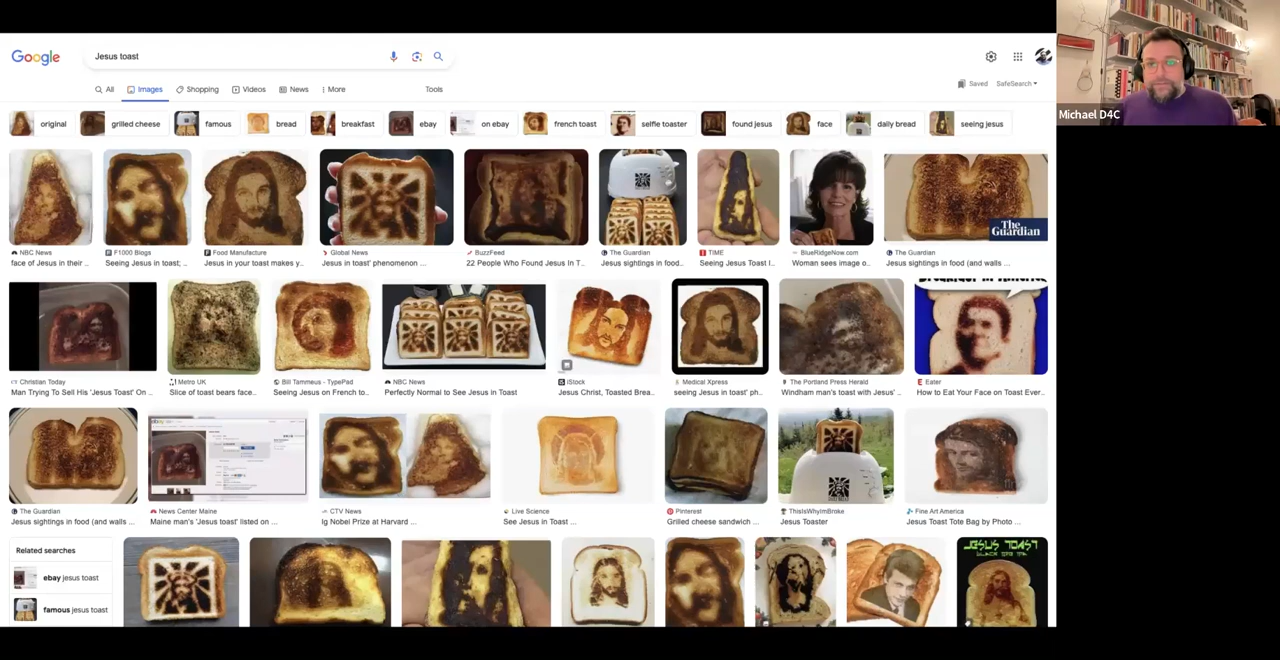 Google
Jesus toast
All
Images
Shopping
Videos
News
More
Tools
Saved
SafeSearch
original
grilled cheese
famous
bread
breakfast
ebay
on ebay
french toast
selfie toaster
found jesus
face
daily bread
seeing jesus
The
Guardian
NBC News
face of Jesus in their ..
F1000 Blogs
Seeing Jesus in toast; ..
Food Manufacture
Jesus in your toast makes y..
Global News
Jesus in toast' phenomenon ...
BuzzFeed
22 People Who Found Jesus In T...
The Guardian
Jesus sightings in food..
TIME
Seeing Jesus Toast I..
BlueRidgeNow.com
Woman sees image o..
The Guardian
Jesus sightings in food (and walls ...
Christian Today
Man Trying To Sell His 'Jesus Toast' On ..
Metro UK
Slice of toast bears face..
Bill Tammeus - TypePad
Seeing Jesus on French to..
NBC News
Perfectly Normal to See Jesus in Toast
iStock
Jesus Christ, Toasted Brea..
Medical Xpress
seeing Jesus in toast' ph..
The Portland Press Herald
Windham man's toast with Jesus' ..
Eater
How to Eat Your Face on Toast Ever..
The Guardian
Jesus sightings in food (and walls ...
News Center Maine
Maine man's 'Jesus toast' listed on ...
CTV News
Ig Nobel Prize at Harvard ...
Live Science
See Jesus in Toast ...
Pinterest
Grilled cheese sandwich ...
ThisIsWhyImBroke
Jesus Toaster
Fine Art America
Jesus Toast Tote Bag by Photo ...
Related searches
ebay jesus toast
famous jesus toast
JESUS TOAST
Michael D4C